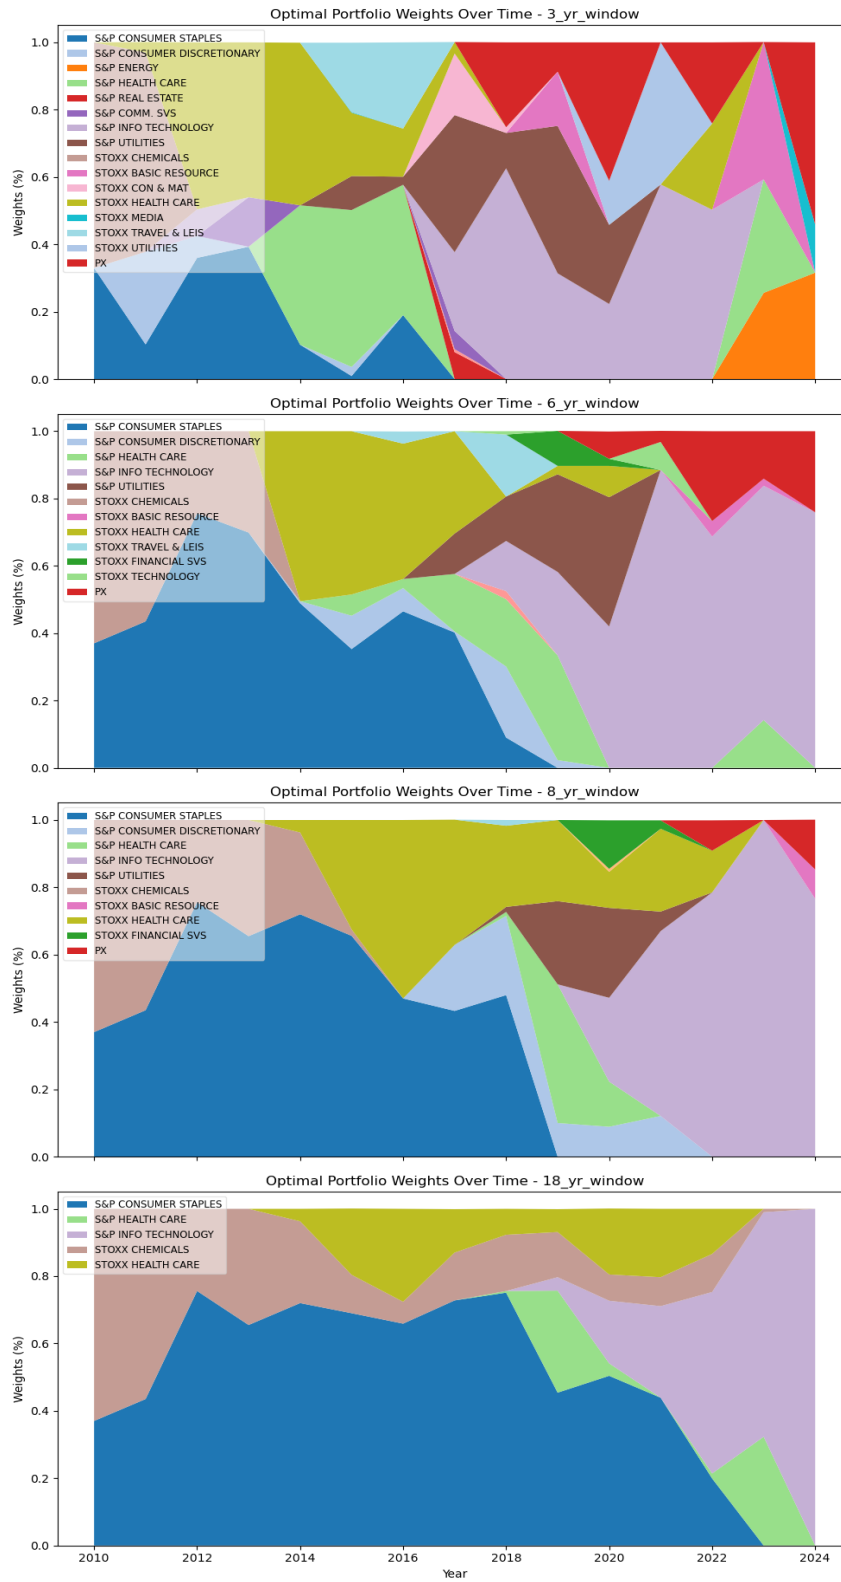 Optimal Portfolio Weights Over Time - 3_yr_window
Weights (%)
1.0
0.8
0.6
0.4
0.2
0.0
S&P CONSUMER STAPLES
S&P CONSUMER DISCRETIONARY
S&P ENERGY
S&P HEALTH CARE
S&P REAL ESTATE
S&P COMM. SVS
S&P INFO TECHNOLOGY
S&P UTILITIES
STOXX CHEMICALS
STOXX BASIC RESOURCE
STOXX CON & MAT
STOXX HEALTH CARE
STOXX MEDIA
STOXX TRAVEL & LEIS
STOXX UTILITIES
PX
Optimal Portfolio Weights Over Time - 6_yr_window
Weights (%)
1.0
0.8
0.6
0.4
0.2
0.0
S&P CONSUMER STAPLES
S&P CONSUMER DISCRETIONARY
S&P HEALTH CARE
S&P INFO TECHNOLOGY
S&P UTILITIES
STOXX CHEMICALS
STOXX BASIC RESOURCE
STOXX HEALTH CARE
STOXX TRAVEL & LEIS
STOXX FINANCIAL SVS
STOXX TECHNOLOGY
PX
Optimal Portfolio Weights Over Time - 8_yr_window
Weights (%)
1.0
0.8
0.6
0.4
0.2
0.0
S&P CONSUMER STAPLES
S&P CONSUMER DISCRETIONARY
S&P HEALTH CARE
S&P INFO TECHNOLOGY
S&P UTILITIES
STOXX CHEMICALS
STOXX BASIC RESOURCE
STOXX HEALTH CARE
STOXX FINANCIAL SVS
PX
Optimal Portfolio Weights Over Time - 18_yr_window
Weights (%)
1.0
0.8
0.6
0.4
0.2
0.0
S&P CONSUMER STAPLES
S&P HEALTH CARE
S&P INFO TECHNOLOGY
STOXX CHEMICALS
STOXX HEALTH CARE
2010 2012 2014 2016 2018 2020 2022 2024
Year